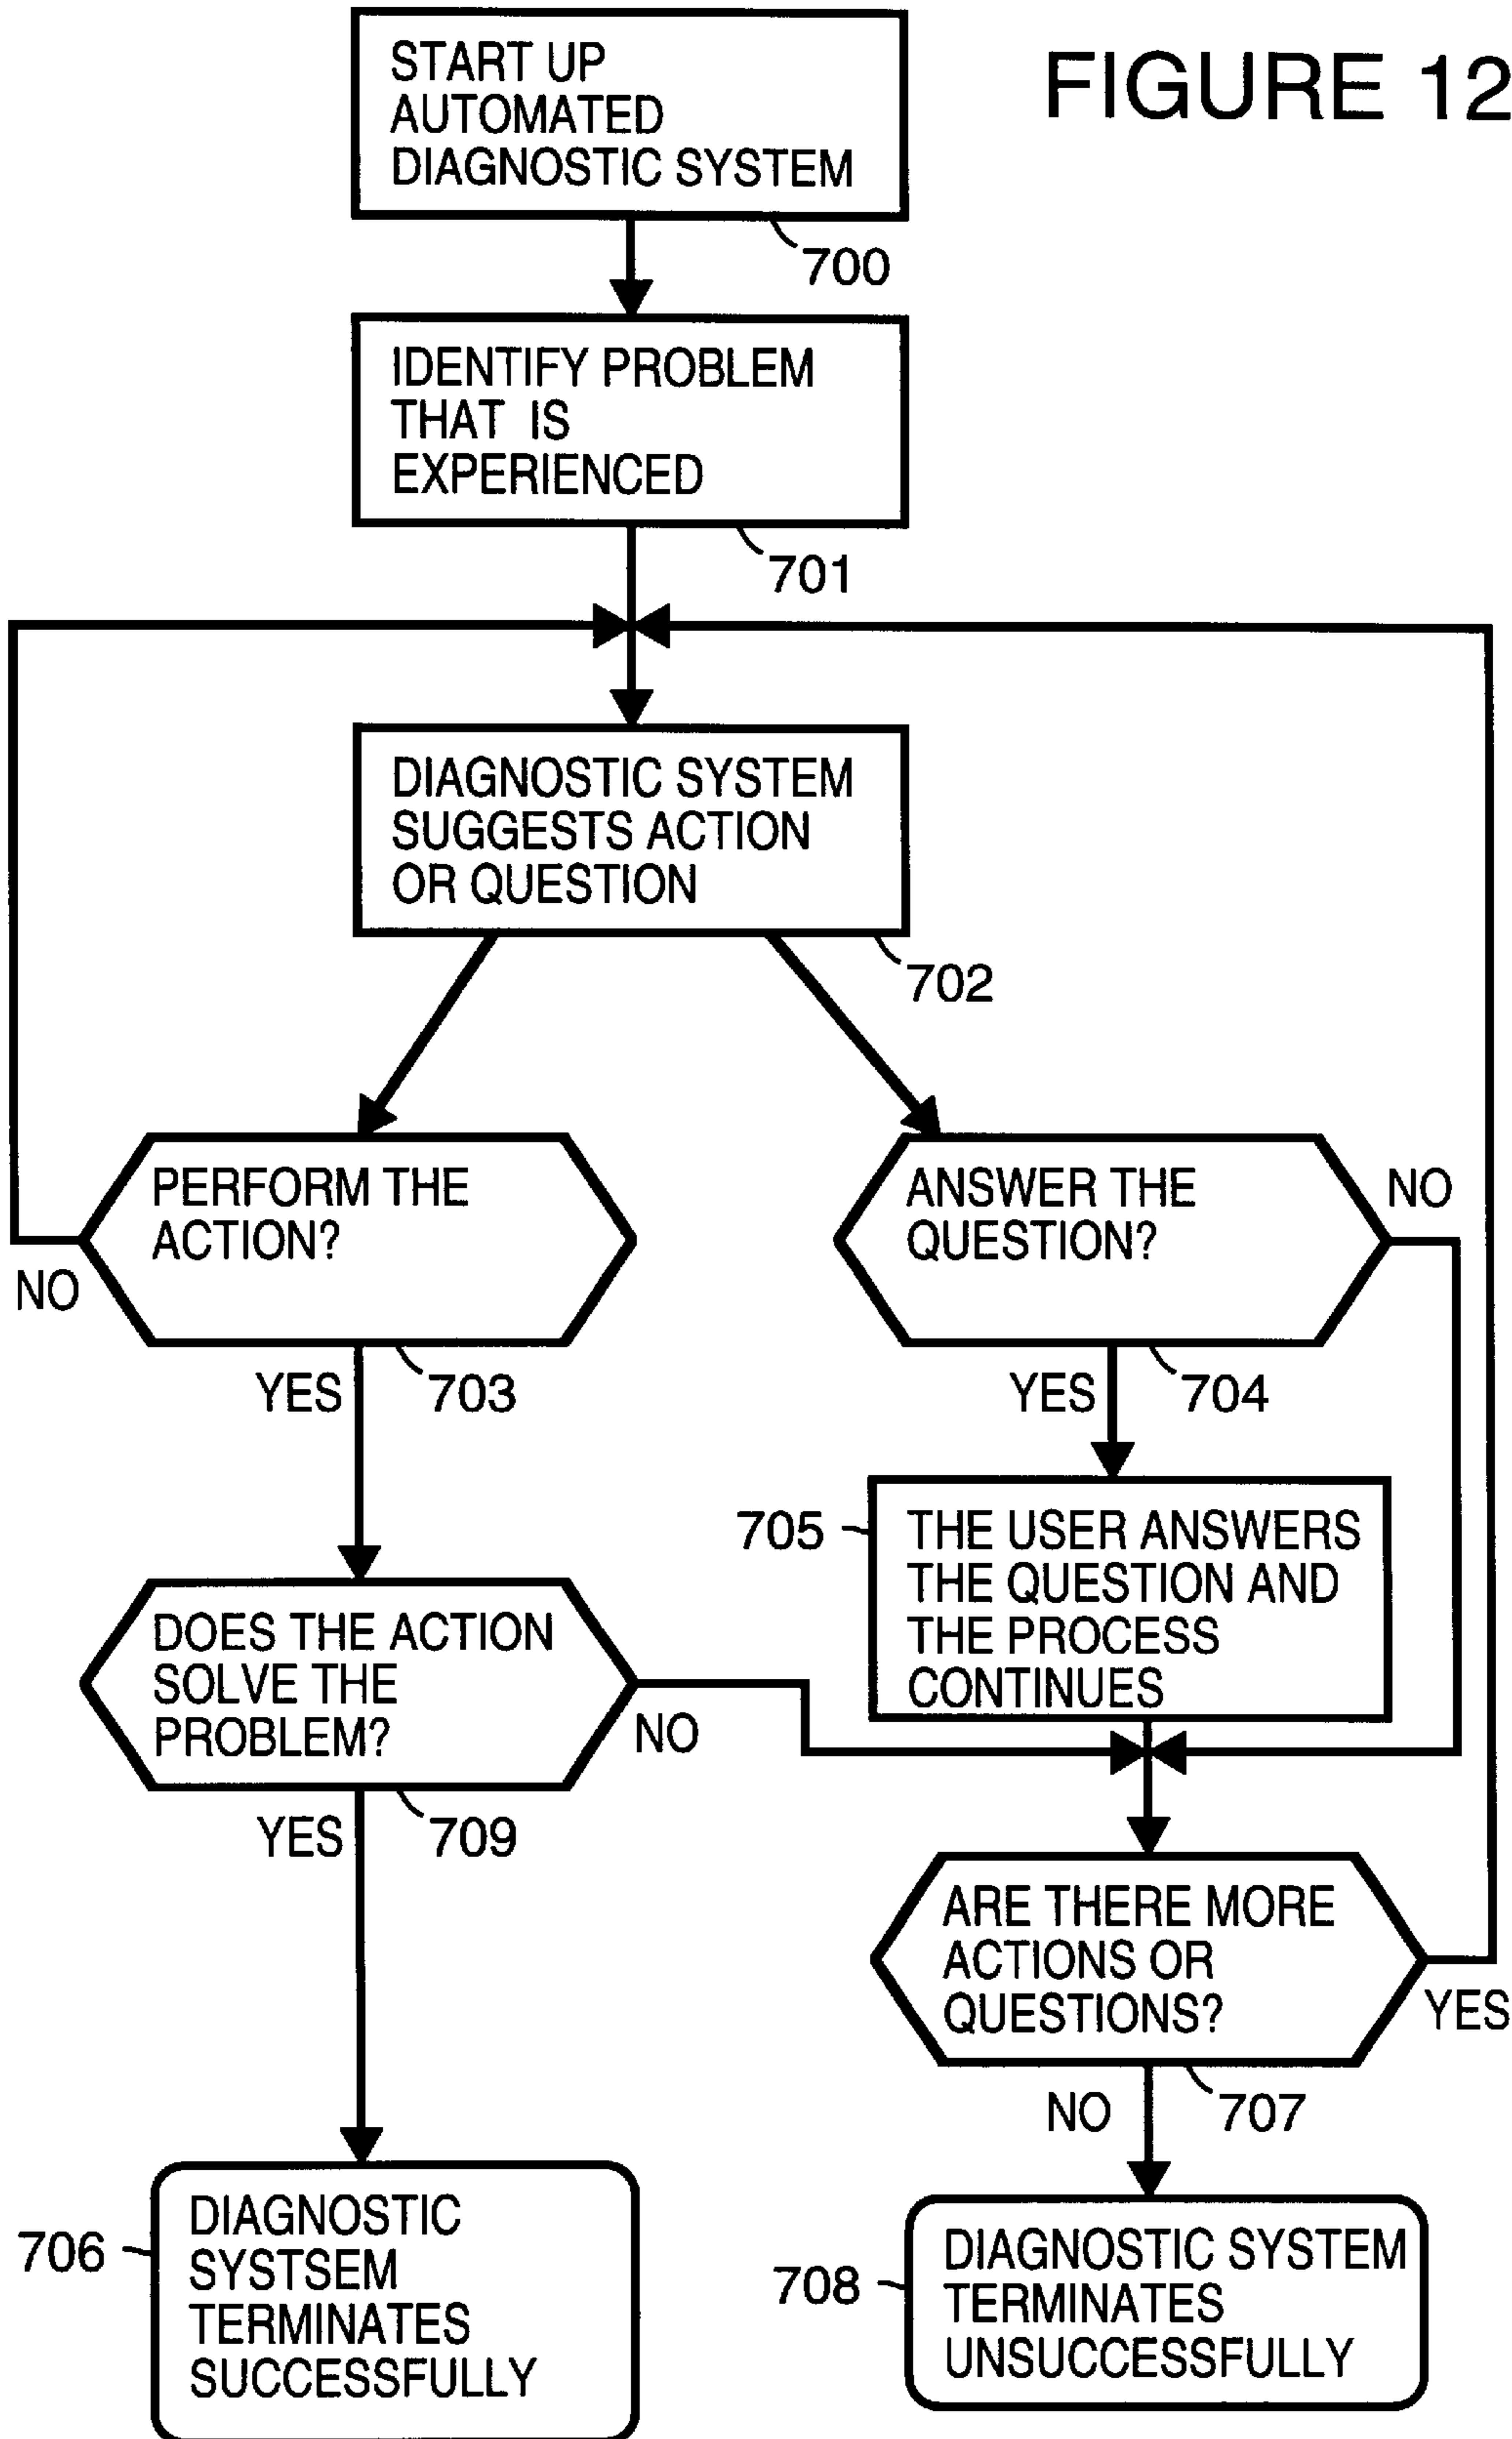 FIGURE 12
START UP
AUTOMATED
DIAGNOSTIC SYSTEM
700
IDENTIFY PROBLEM
THAT IS
EXPERIENCED
701
DIAGNOSTIC SYSTEM
SUGGESTS ACTION
OR QUESTION
702
PERFORM THE
ACTION?
NO
YES
703
ANSWER THE
QUESTION?
NO
YES
704
705
THE USER ANSWERS
THE QUESTION AND
THE PROCESS
CONTINUES
DOES THE ACTION
SOLVE THE
PROBLEM?
NO
YES
709
ARE THERE MORE
ACTIONS OR
QUESTIONS?
YES
NO
707
706
DIAGNOSTIC
SYSTSEM
TERMINATES
SUCCESSFULLY
708
DIAGNOSTIC SYSTEM
TERMINATES
UNSUCCESSFULLY